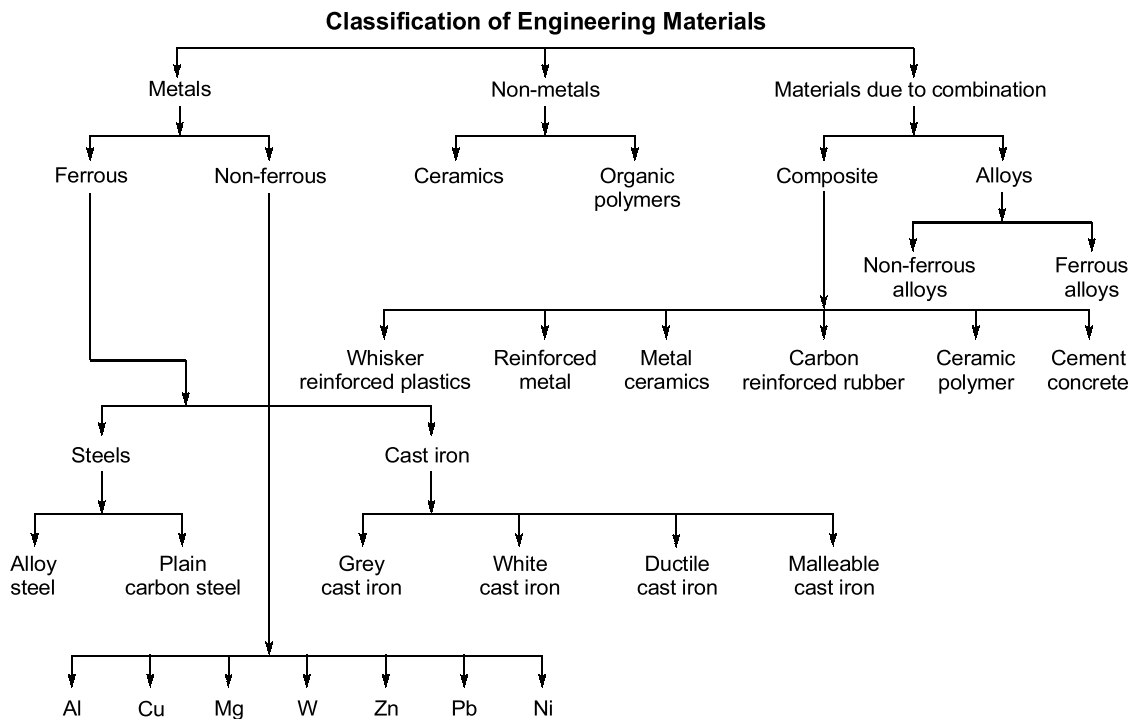 Classification of Engineering Materials
Metals
Non-metals
Materials due to combination
Ferrous
Non-ferrous
Ceramics
Organic
polymers
Composite
Alloys
Non-ferrous
alloys
Ferrous
alloys
Whisker
reinforced plastics
Reinforced
metal
Metal
ceramics
Carbon
reinforced rubber
Ceramic
polymer
Cement
concrete
Steels
Cast iron
Alloy
steel
Plain
carbon steel
Grey
cast iron
White
cast iron
Ductile
cast iron
Malleable
cast iron
Al
Cu
Mg
W
Zn
Pb
Ni